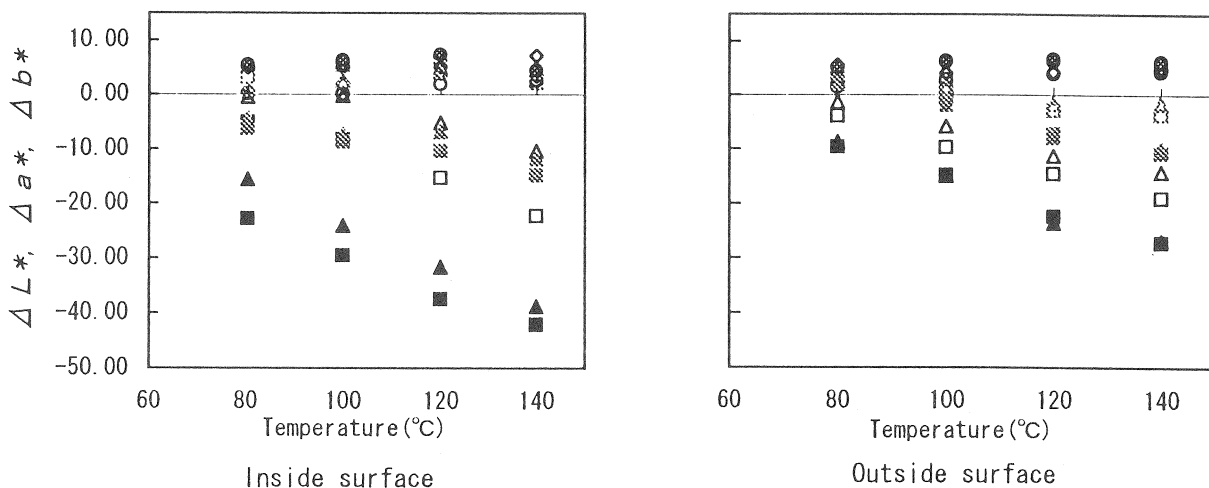 ΔL*, Δa*, Δb*
10.00
0.00
-10.00
-20.00
-30.00
-40.00
-50.00
60 80 100 120 140
Temperature(℃)
Inside surface
60 80 100 120 140
Temperature(℃)
Outside surface